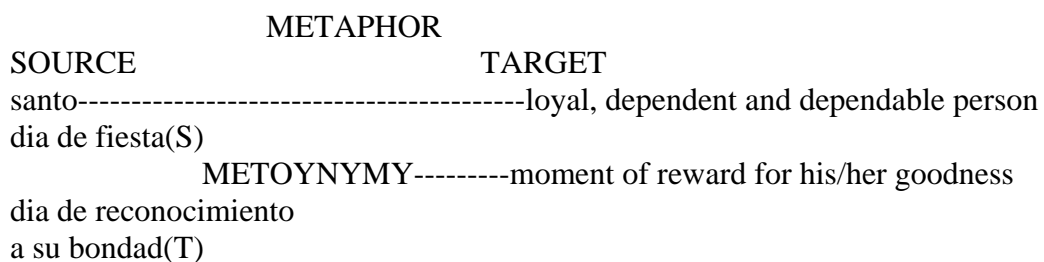 METAPHOR
SOURCE TARGET
santo------------------------------------------loyal, dependent and dependable person
dia de fiesta(S)
METOYNYMY---------moment of reward for his/her goodness
dia de reconocimiento
a su bondad(T)